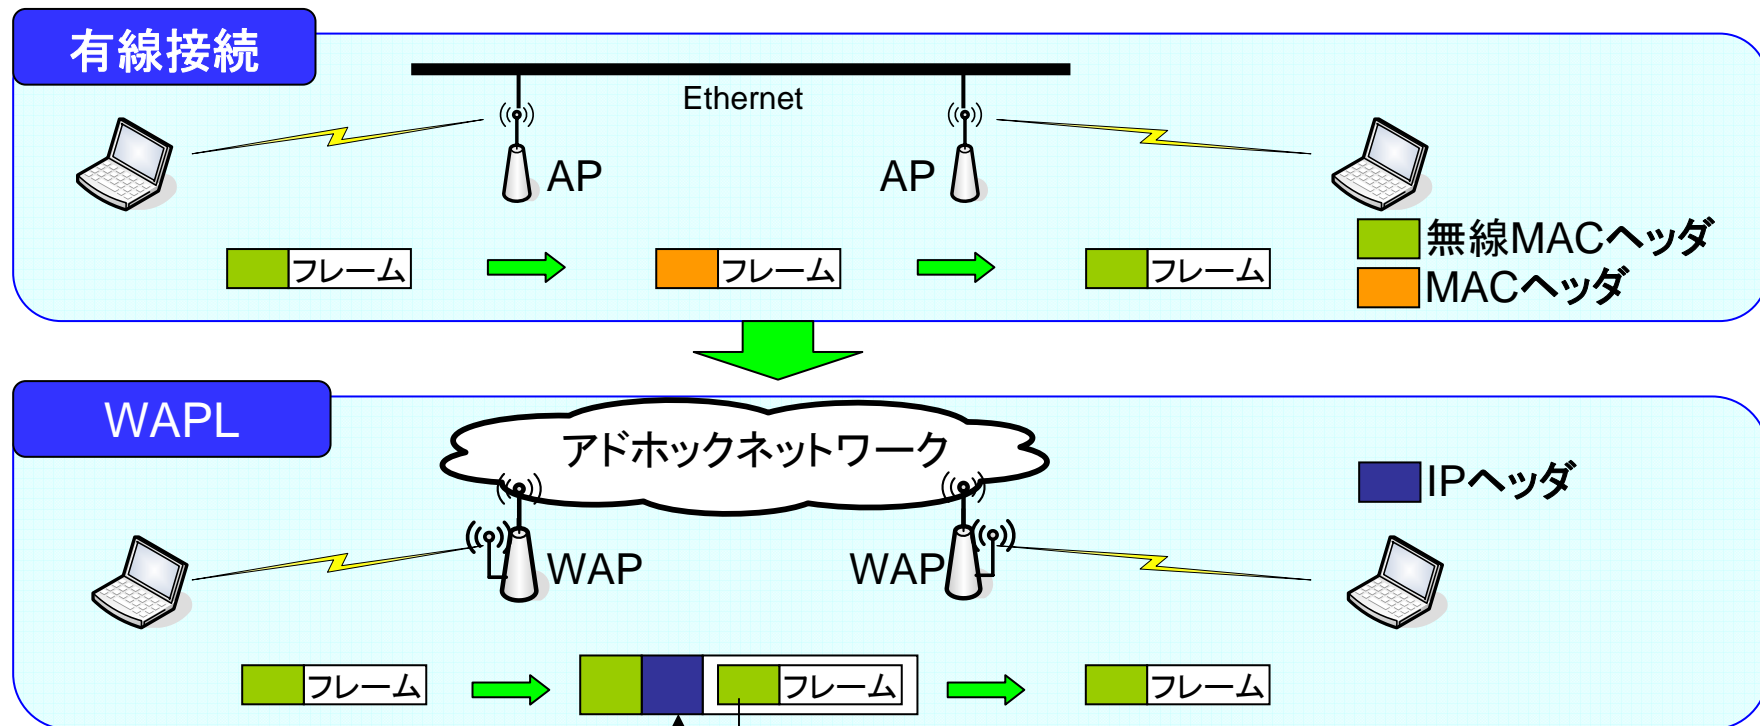 有線接続
Ethernet
AP
AP
無線MACヘッダ
MACヘッダ
フレーム
フレーム
フレーム
WAPL
アドホックネットワーク
IPヘッダ
WAP
WAP
フレーム
フレーム
フレーム